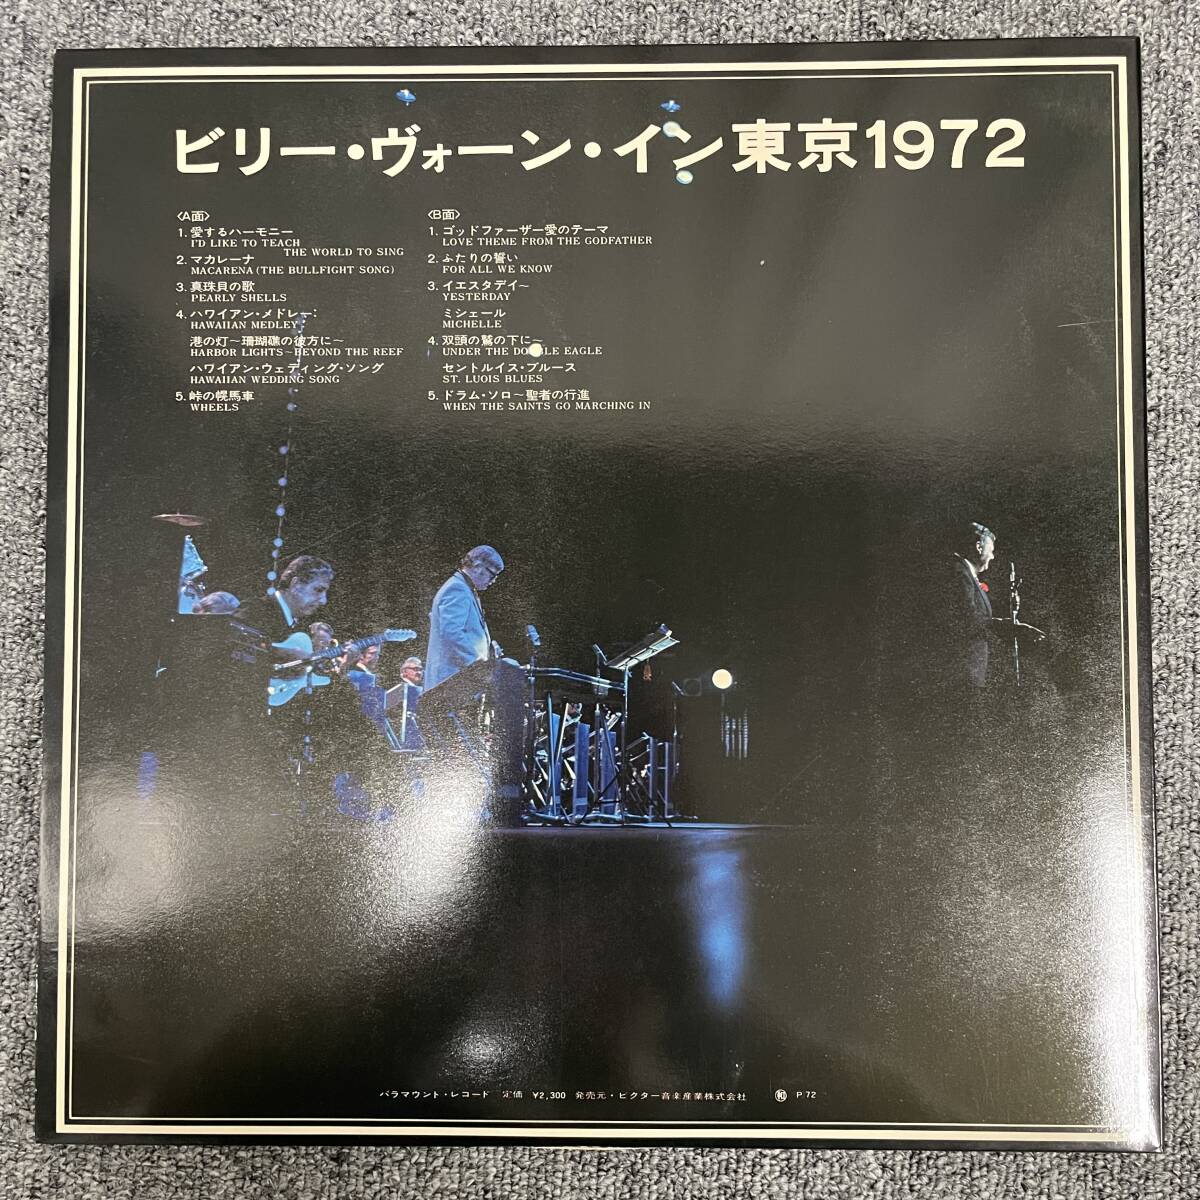 ビリー・ヴォーン・イン東京1972
〈A面〉
1. 愛するハーモニー
I'D LIKE TO TEACH
THE WORLD TO SING
2. マカレーナ
MACARENA (THE BULLFIGHT SONG)
3. 真珠貝の歌
PEARLY SHELLS
4. ハワイアン・メドレー:
HAWAIIAN MEDLEY
港の灯～珊瑚礁の彼方に～
HARBOR LIGHTS～BEYOND THE REEF
ハワイアン・ウェディング・ソング
HAWAIIAN WEDDING SONG
5. 峠の幌馬車
WHEELS
〈B面〉
1. ゴッドファーザー愛のテーマ
LOVE THEME FROM THE GODFATHER
2. ふたりの誓い
FOR ALL WE KNOW
3. イエスタデイ～
YESTERDAY
ミシェール
MICHELLE
4. 双頭の鷲の下に～
UNDER THE DOUBLE EAGLE
セントルイス・ブルース
ST. LUOIS BLUES
5. ドラム・ソロ～聖者の行進
WHEN THE SAINTS GO MARCHING IN
パラマウント・レコード 定価 ¥2,300 発売元・ビクター音楽産業株式会社 ㊒ P.72